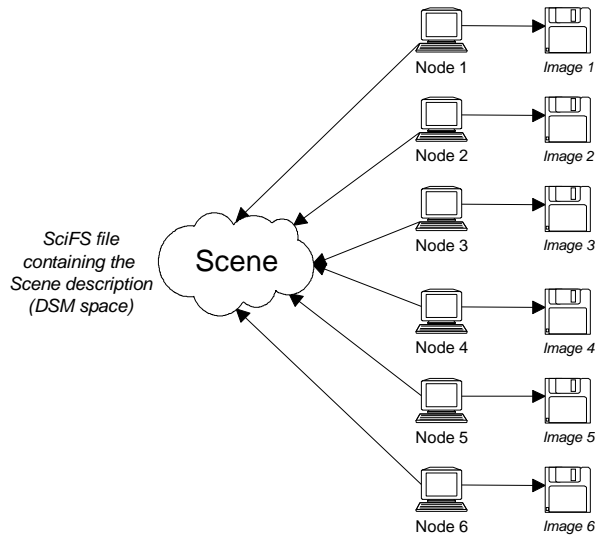 Node 1
Image 1
Node 2
Image 2
Node 3
Image 3
SciFS file
containing the
Scene description
(DSM space)
Scene
Node 4
Image 4
Node 5
Image 5
Node 6
Image 6